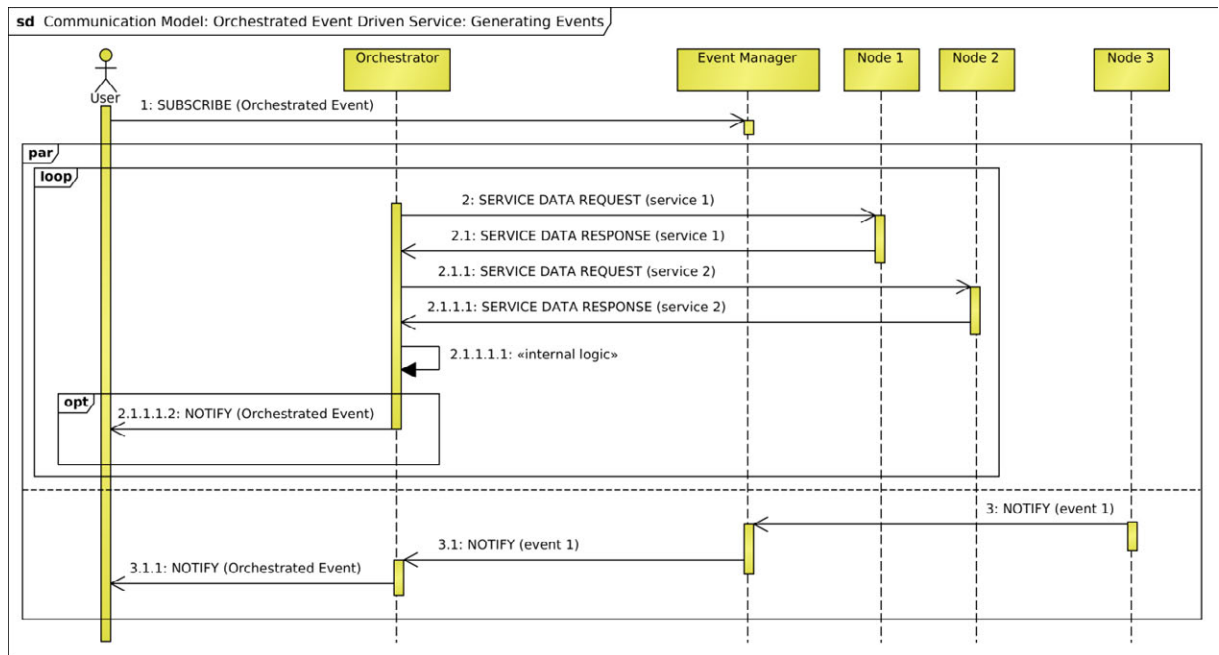 sd Communication Model: Orchestrated Event Driven Service: Generating Events
User
Orchestrator
Event Manager
Node 1
Node 2
Node 3
1: SUBSCRIBE (Orchestrated Event)
par
loop
2: SERVICE DATA REQUEST (service 1)
2.1: SERVICE DATA RESPONSE (service 1)
2.1.1: SERVICE DATA REQUEST (service 2)
2.1.1.1: SERVICE DATA RESPONSE (service 2)
2.1.1.1.1: «internal logic»
opt
2.1.1.1.2: NOTIFY (Orchestrated Event)
3: NOTIFY (event 1)
3.1: NOTIFY (event 1)
3.1.1: NOTIFY (Orchestrated Event)